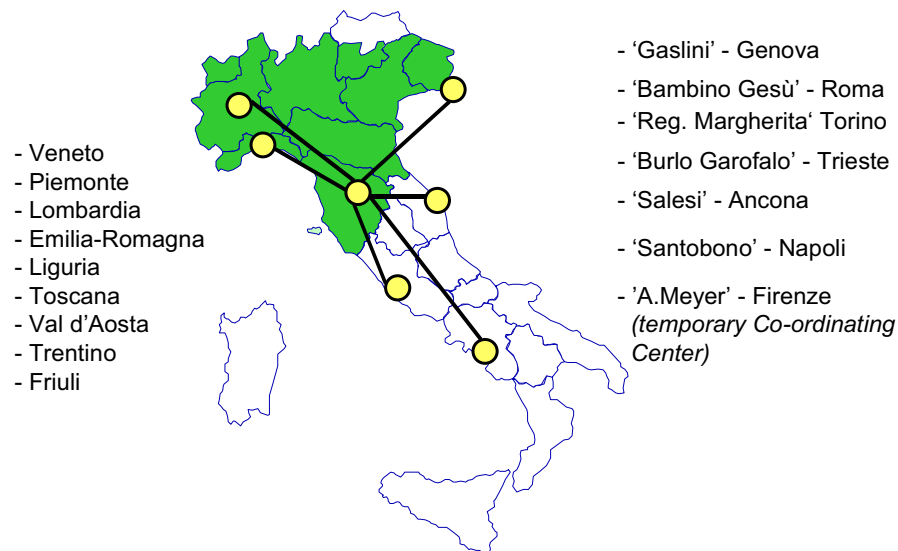 - Veneto
- Piemonte
- Lombardia
- Emilia-Romagna
- Liguria
- Toscana
- Val d’Aosta
- Trentino
- Friuli
- ‘Gaslini’ - Genova
- ‘Bambino Gesù’ - Roma
- ‘Reg. Margherita‘ Torino
- ‘Burlo Garofalo’ - Trieste
- ‘Salesi’ - Ancona
- ‘Santobono’ - Napoli
- ’A.Meyer’ - Firenze
(temporary Co-ordinating
Center)